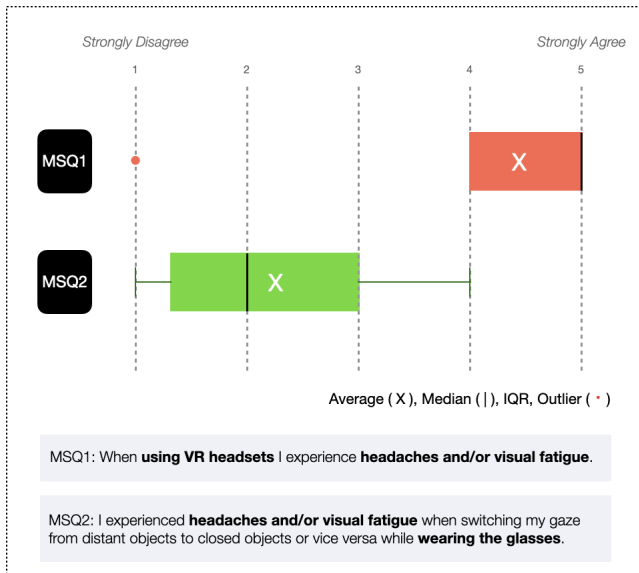 Strongly Disagree Strongly Agree
1 2 3 4 5
MSQ1
X
MSQ2
X
Average ( X ), Median ( | ), IQR, Outlier ( • )
MSQ1: When using VR headsets I experience headaches and/or visual fatigue.
MSQ2: I experienced headaches and/or visual fatigue when switching my gaze
from distant objects to closed objects or vice versa while wearing the glasses.